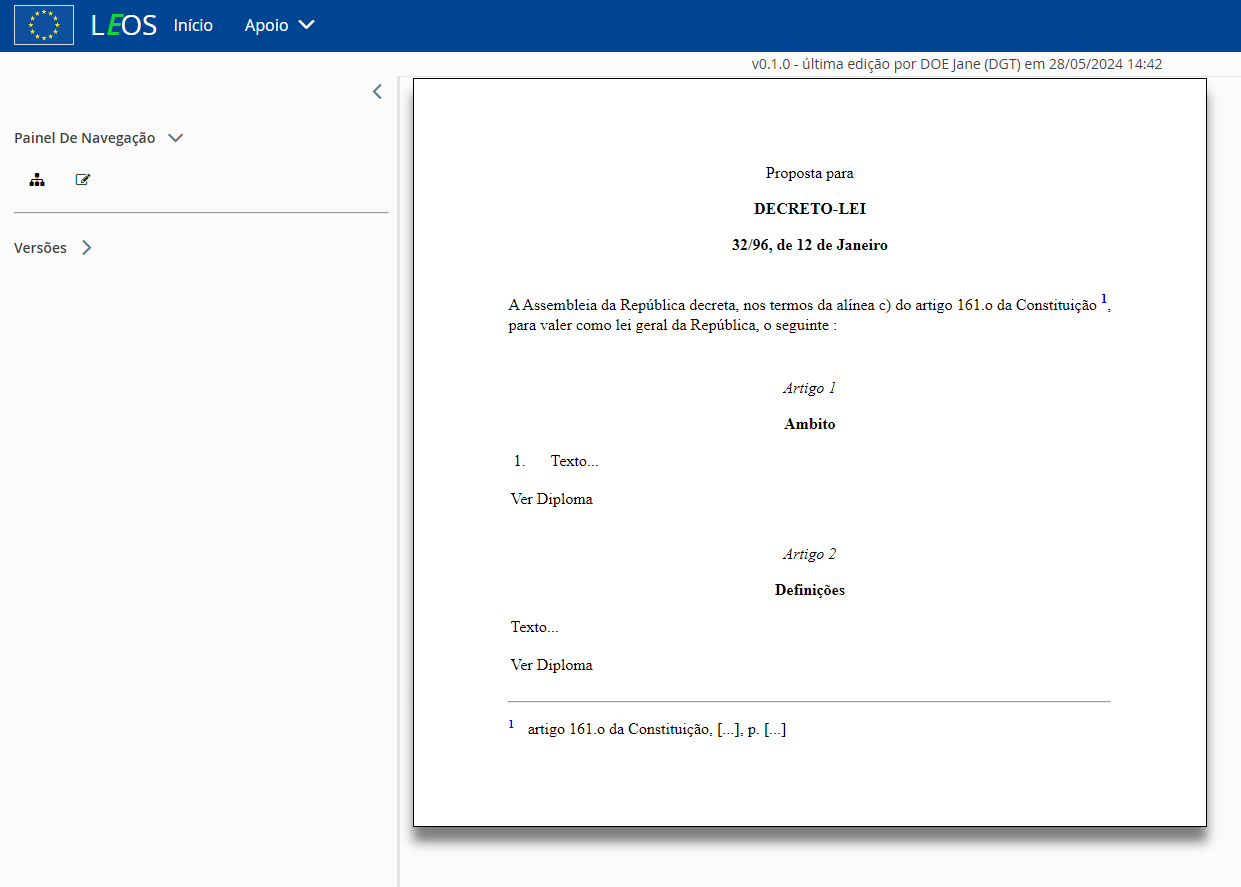 LEOS Início Apoio
v0.1.0 - última edição por DOE Jane (DGT) em 28/05/2024 14:42
Painel De Navegação
Versões
Proposta para
DECRETO-LEI
32/96, de 12 de Janeiro
A Assembleia da República decreta, nos termos da alínea c) do artigo 161.o da Constituição 1,
para valer como lei geral da República, o seguinte :
Artigo 1
Ambito
1. Texto...
Ver Diploma
Artigo 2
Definições
Texto...
Ver Diploma
1 artigo 161.o da Constituição, [...], p. [...]